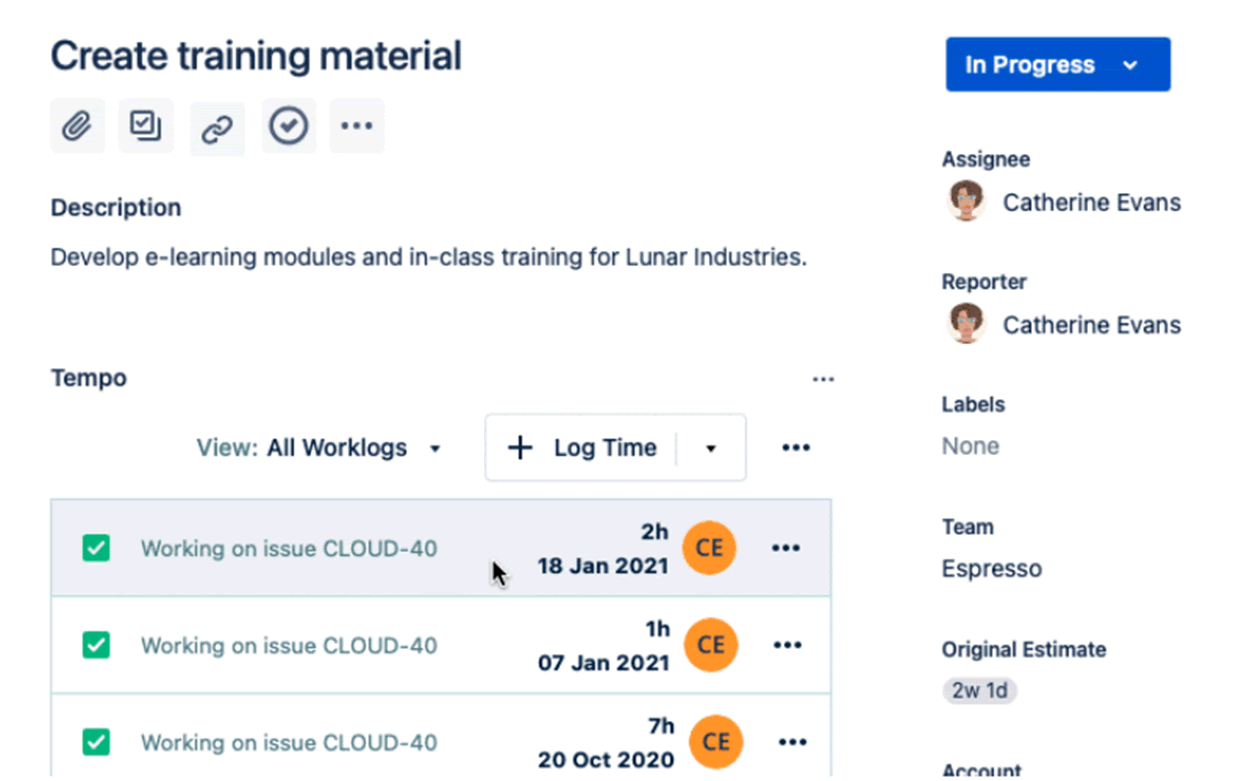 Create training material
Description
Develop e-learning modules and in-class training for Lunar Industries.
Tempo
View: All Worklogs
+ Log Time
Working on issue CLOUD-40
2h
18 Jan 2021
CE
Working on issue CLOUD-40
1h
07 Jan 2021
CE
Working on issue CLOUD-40
7h
20 Oct 2020
CE
In Progress
Assignee
Catherine Evans
Reporter
Catherine Evans
Labels
None
Team
Espresso
Original Estimate
2w 1d
Account